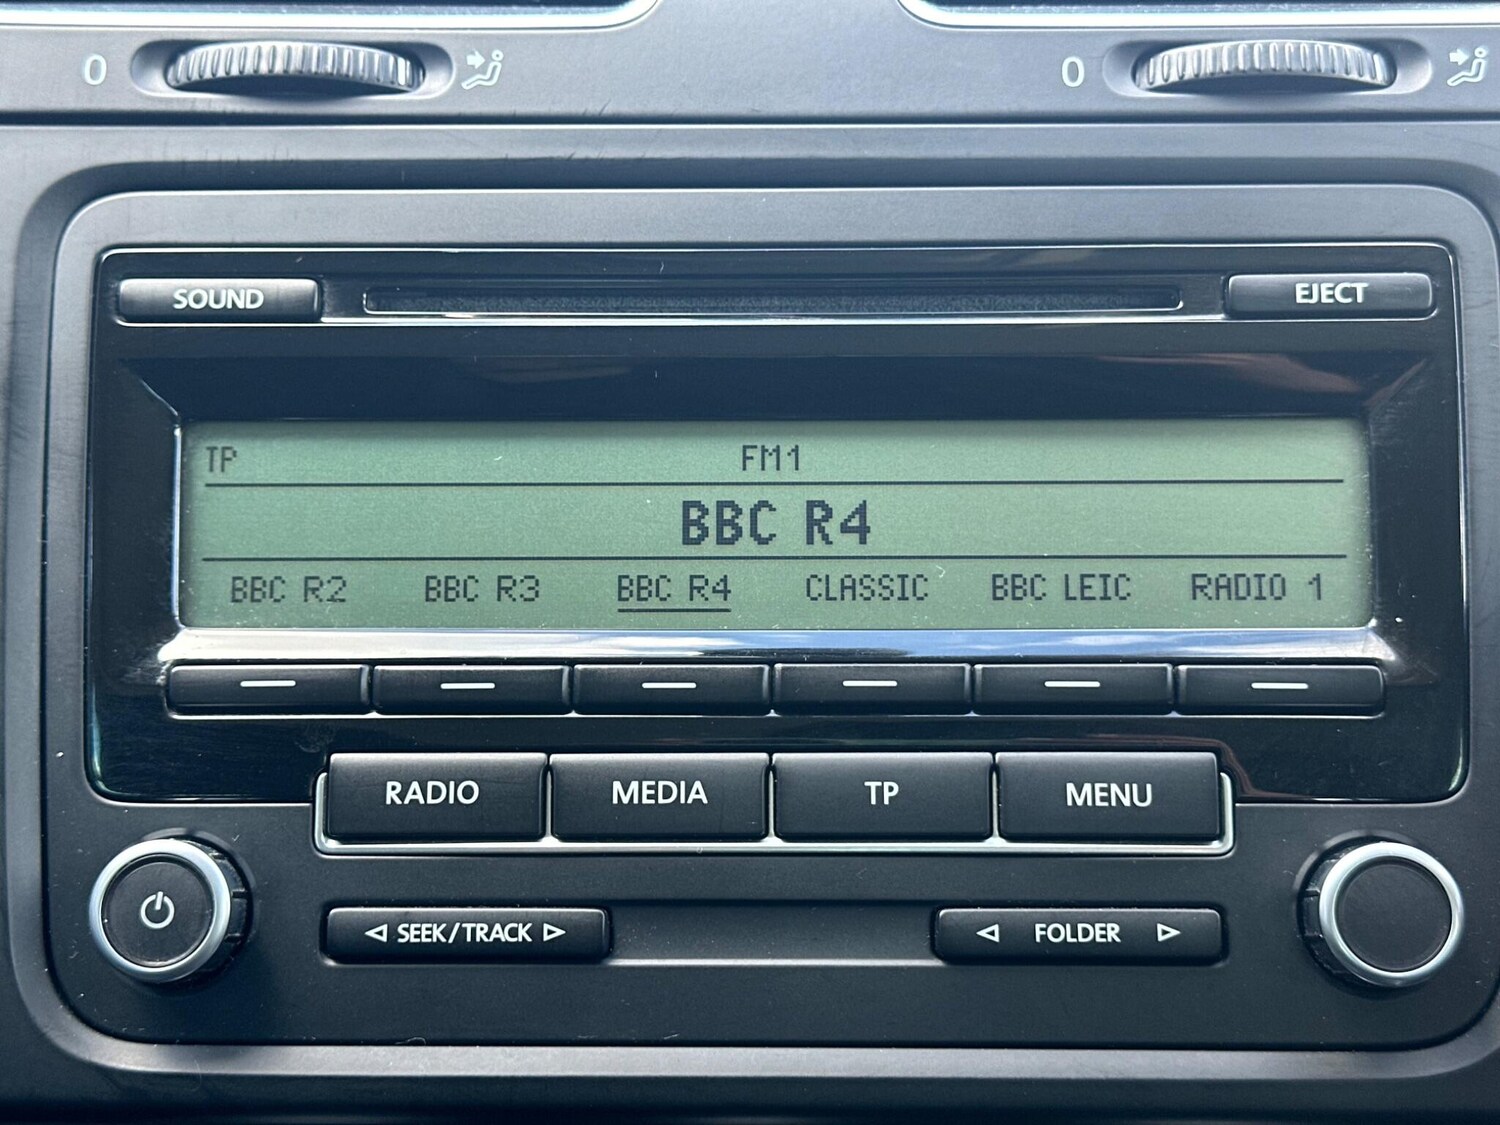 0 0
SOUND EJECT
TP FM1
BBC R4
BBC R2 BBC R3 BBC R4 CLASSIC BBC LEIC RADIO 1
RADIO MEDIA TP MENU
SEEK/TRACK FOLDER